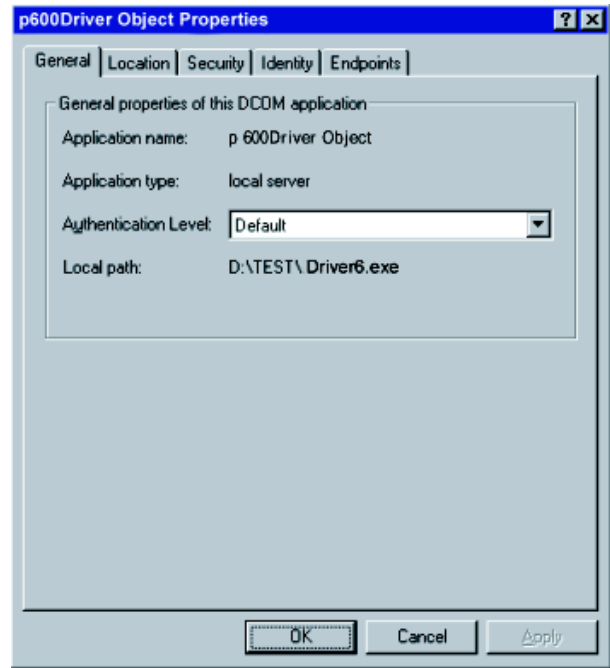 p600Driver Object Properties
? X
General Location Security Identity Endpoints
General properties of this DCOM application
Application name: p 600Driver Object
Application type: local server
Authentication Level: Default
Local path: D:\TEST\.Driver6.exe
OK Cancel Apply